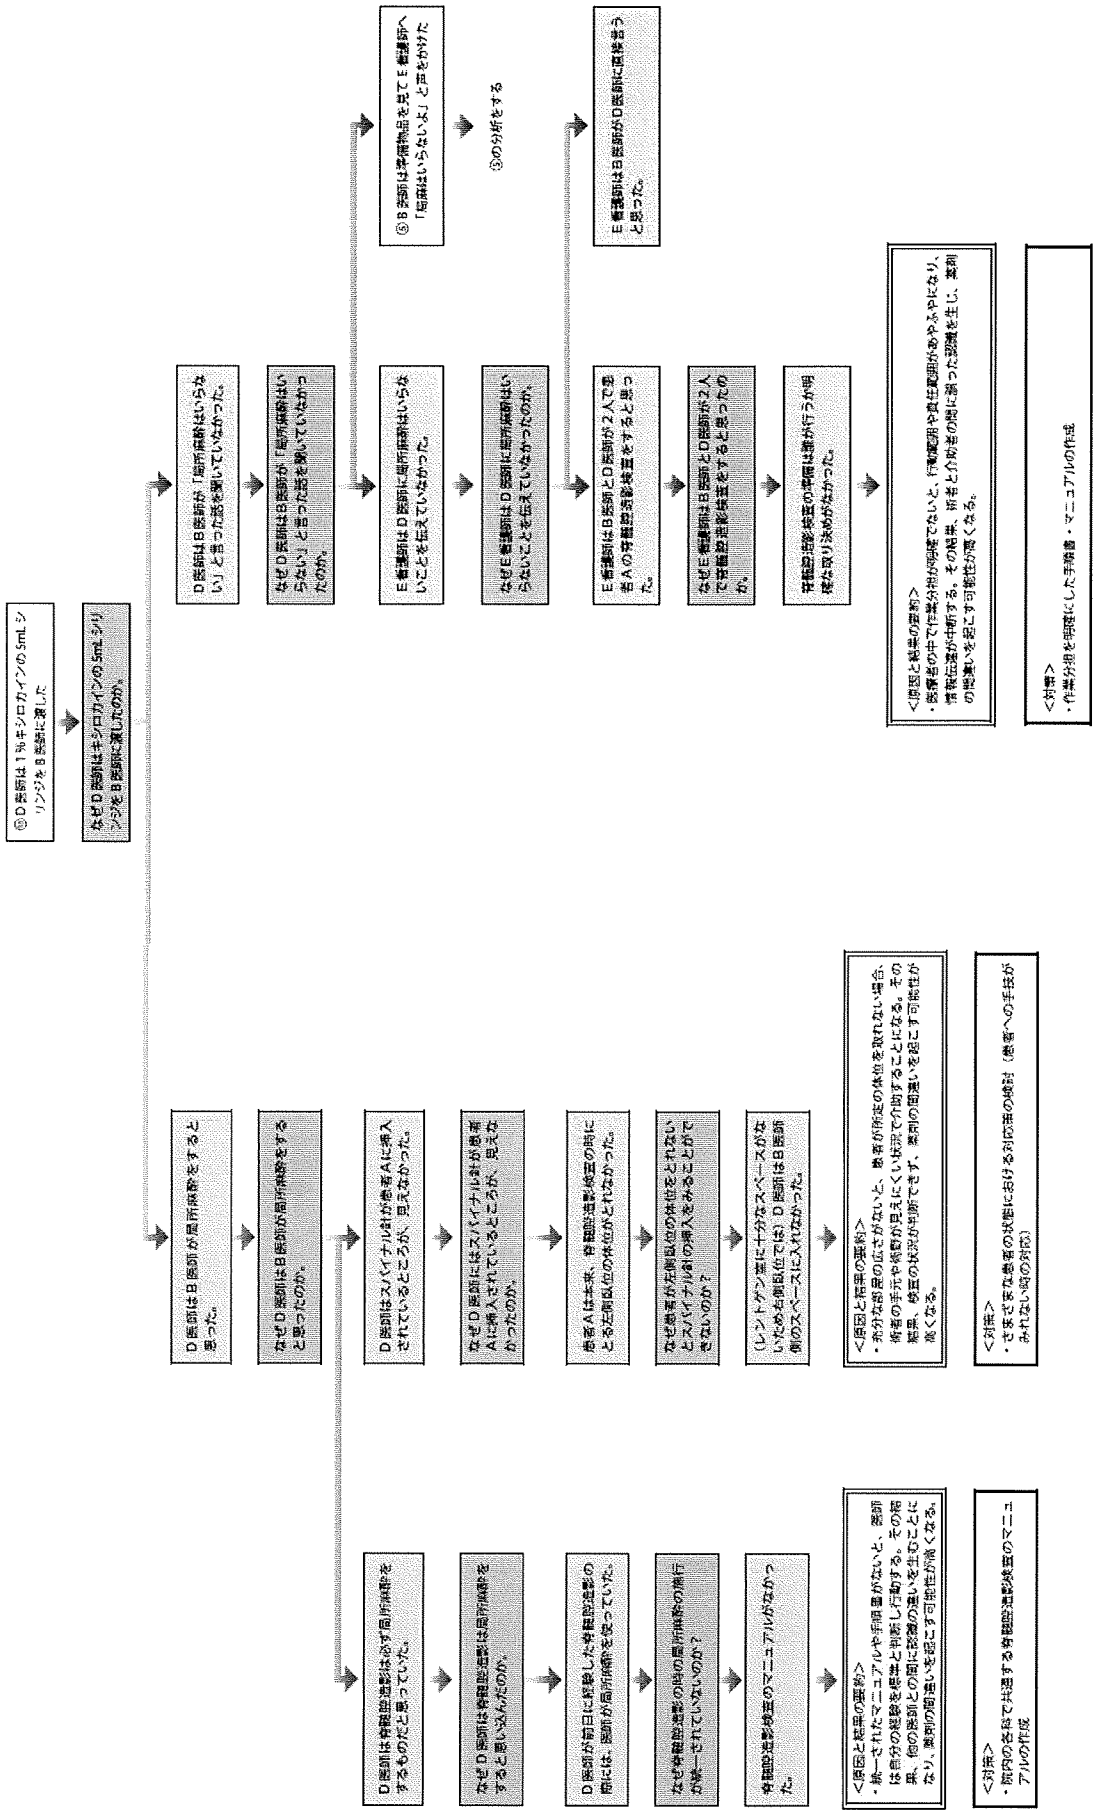 ⑪D医師は1％キシロカインの5mLシ
リンジをB医師に渡した
なぜD医師はキシロカインの5mLシリ
ンジをB医師に渡したのか。
D医師はB医師が局所麻酔をすると
思った。
なぜD医師はB医師が局所麻酔をする
と思ったのか。
D医師は脊髄腔造影は必ず局所麻酔を
するものだと思っていた。
なぜD医師は脊髄腔造影は局所麻酔を
すると思い込んだのか。
D医師が前日に経験した脊髄腔造影の
際には、医師が局所麻酔を使っていた。
なぜ脊髄腔造影の時の局所麻酔の施行
が統一されていないのか？
脊髄腔造影検査のマニュアルがなかっ
た。
＜原因と結果の要約＞
・統一されたマニュアルや手順書がないと、医師
は自分の経験を標準と判断し行動する。その結
果、他の医師との間に認識の違いを生むことに
なり、薬剤の間違いを起こす可能性が高くなる。
＜対策＞
・院内の各科で共通する脊髄腔造影検査のマニュ
アルの作成
D医師はスパイナル針が患者Aに挿入
されているところが、見えなかった。
なぜD医師にはスパイナル針が患者
Aに挿入されているところが、見えな
かったのか。
患者Aは本来、脊髄腔造影検査の時に
とる左側臥位の体位がとれなかった。
なぜ患者が左側臥位の体位をとれない
とスパイナル針の挿入をみることがで
きないのか？
（レントゲン室に十分なスペースがな
いため右側臥位では）D医師はB医師
側のスペースに入れなかった。
＜原因と結果の要約＞
・充分な部屋の広さがないと、患者が所定の体位を取れない場合、
術者の手元や術野が見えにくい状況で介助することになる。その
結果、検査の状況が判断できず、薬剤の間違いを起こす可能性が
高くなる。
＜対策＞
・さまざまな患者の状態における対応策の検討（患者への手技が
みれない時の対応）
D医師はB医師が「局所麻酔はいらな
い」と言った話を聞いていなかった。
なぜD医師はB医師が「局所麻酔はい
らない」と言った話を聞いていなかっ
たのか。
E看護師はD医師に局所麻酔はいらな
いことを伝えていなかった。
なぜE看護師はD医師に局所麻酔はい
らないことを伝えていなかったのか。
E看護師はB医師とD医師が2人で患
者Aの脊髄腔造影検査をすると思っ
た。
なぜE看護師はB医師とD医師が2人
で脊髄腔造影検査をすると思ったの
か。
脊髄腔造影検査の準備は誰が行うか明
確な取り決めがなかった。
＜原因と結果の要約＞
・医療者の中で作業分担が明確でないと、行動範囲や責任範囲があやふやになり、
情報伝達が中断する。その結果、術者と介助者の間に誤った認識を生じ、薬剤
の間違いを起こす可能性が高くなる。
＜対策＞
・作業分担を明確にした手順書・マニュアルの作成
⑤B医師は準備物品を見てE看護師へ
「局麻はいらないよ」と声をかけた
⑤の分析をする
E看護師はB医師がD医師に直接言う
と思った。